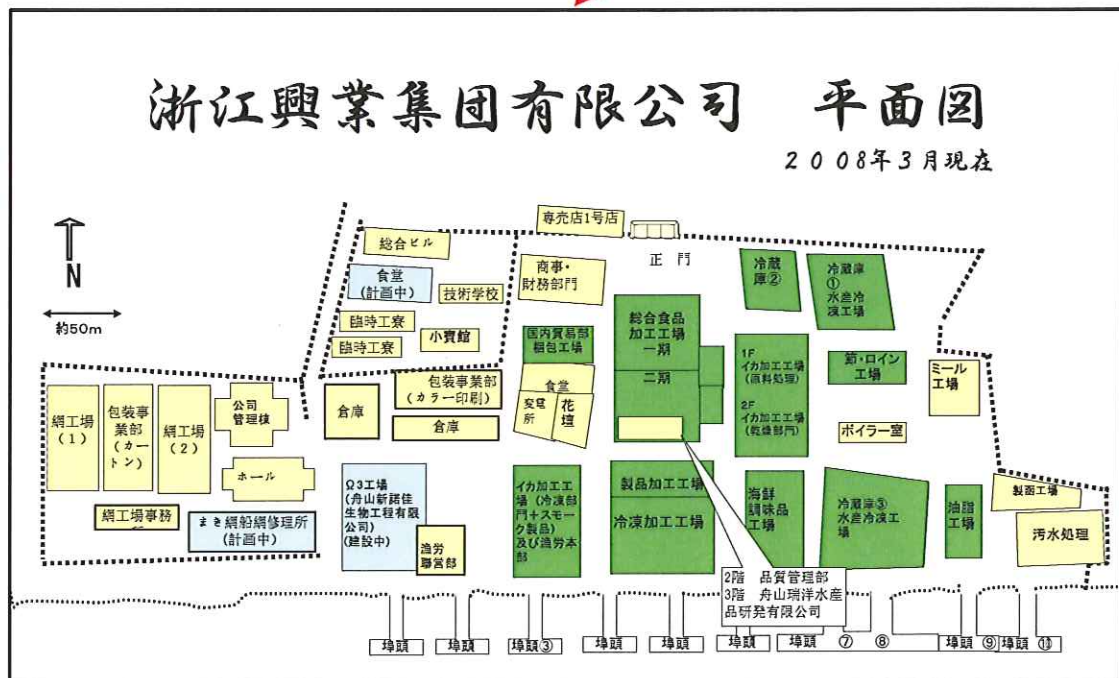 浙江興業集団有限公司　平面図
2008年3月現在
N
約50m
専売店1号店
正門
総合ビル
食堂
(計画中)
技術学校
臨時工寮
臨時工寮
小賣館
商事・
財務部門
国内貿易部
梱包工場
食堂
変電
所
花
壇
総合食品
加工工場
一期
二期
冷蔵
庫②
冷蔵庫
①
水産冷
凍工場
1F
イカ加工工場
(原料処理)
2F
イカ加工工場
(乾燥部門)
節・ロイン
工場
ミール
工場
ボイラー室
網工場
(1)
包装事業
部(カー
トン)
網工場
(2)
公司
管理棟
ホール
網工場事務
まき網船網修理所
(計画中)
倉庫
包装事業部
(カラー印刷)
倉庫
Ω3工場
(舟山新諾佳
生物工程有限
公司)
(建設中)
漁労
聯営部
イカ加工工
場(冷凍部
門+スモー
ク製品)
及び漁労本
部
製品加工工場
冷凍加工工場
海鮮
調味品
工場
冷蔵庫③
水産冷凍工
場
油脂
工場
製函工場
汚水処理
2階　品質管理部
3階　舟山瑞洋水産
品研発有限公司
埠頭
埠頭
埠頭③
埠頭
埠頭
埠頭
埠頭　⑦　⑧
埠頭　⑨
埠頭　⑪